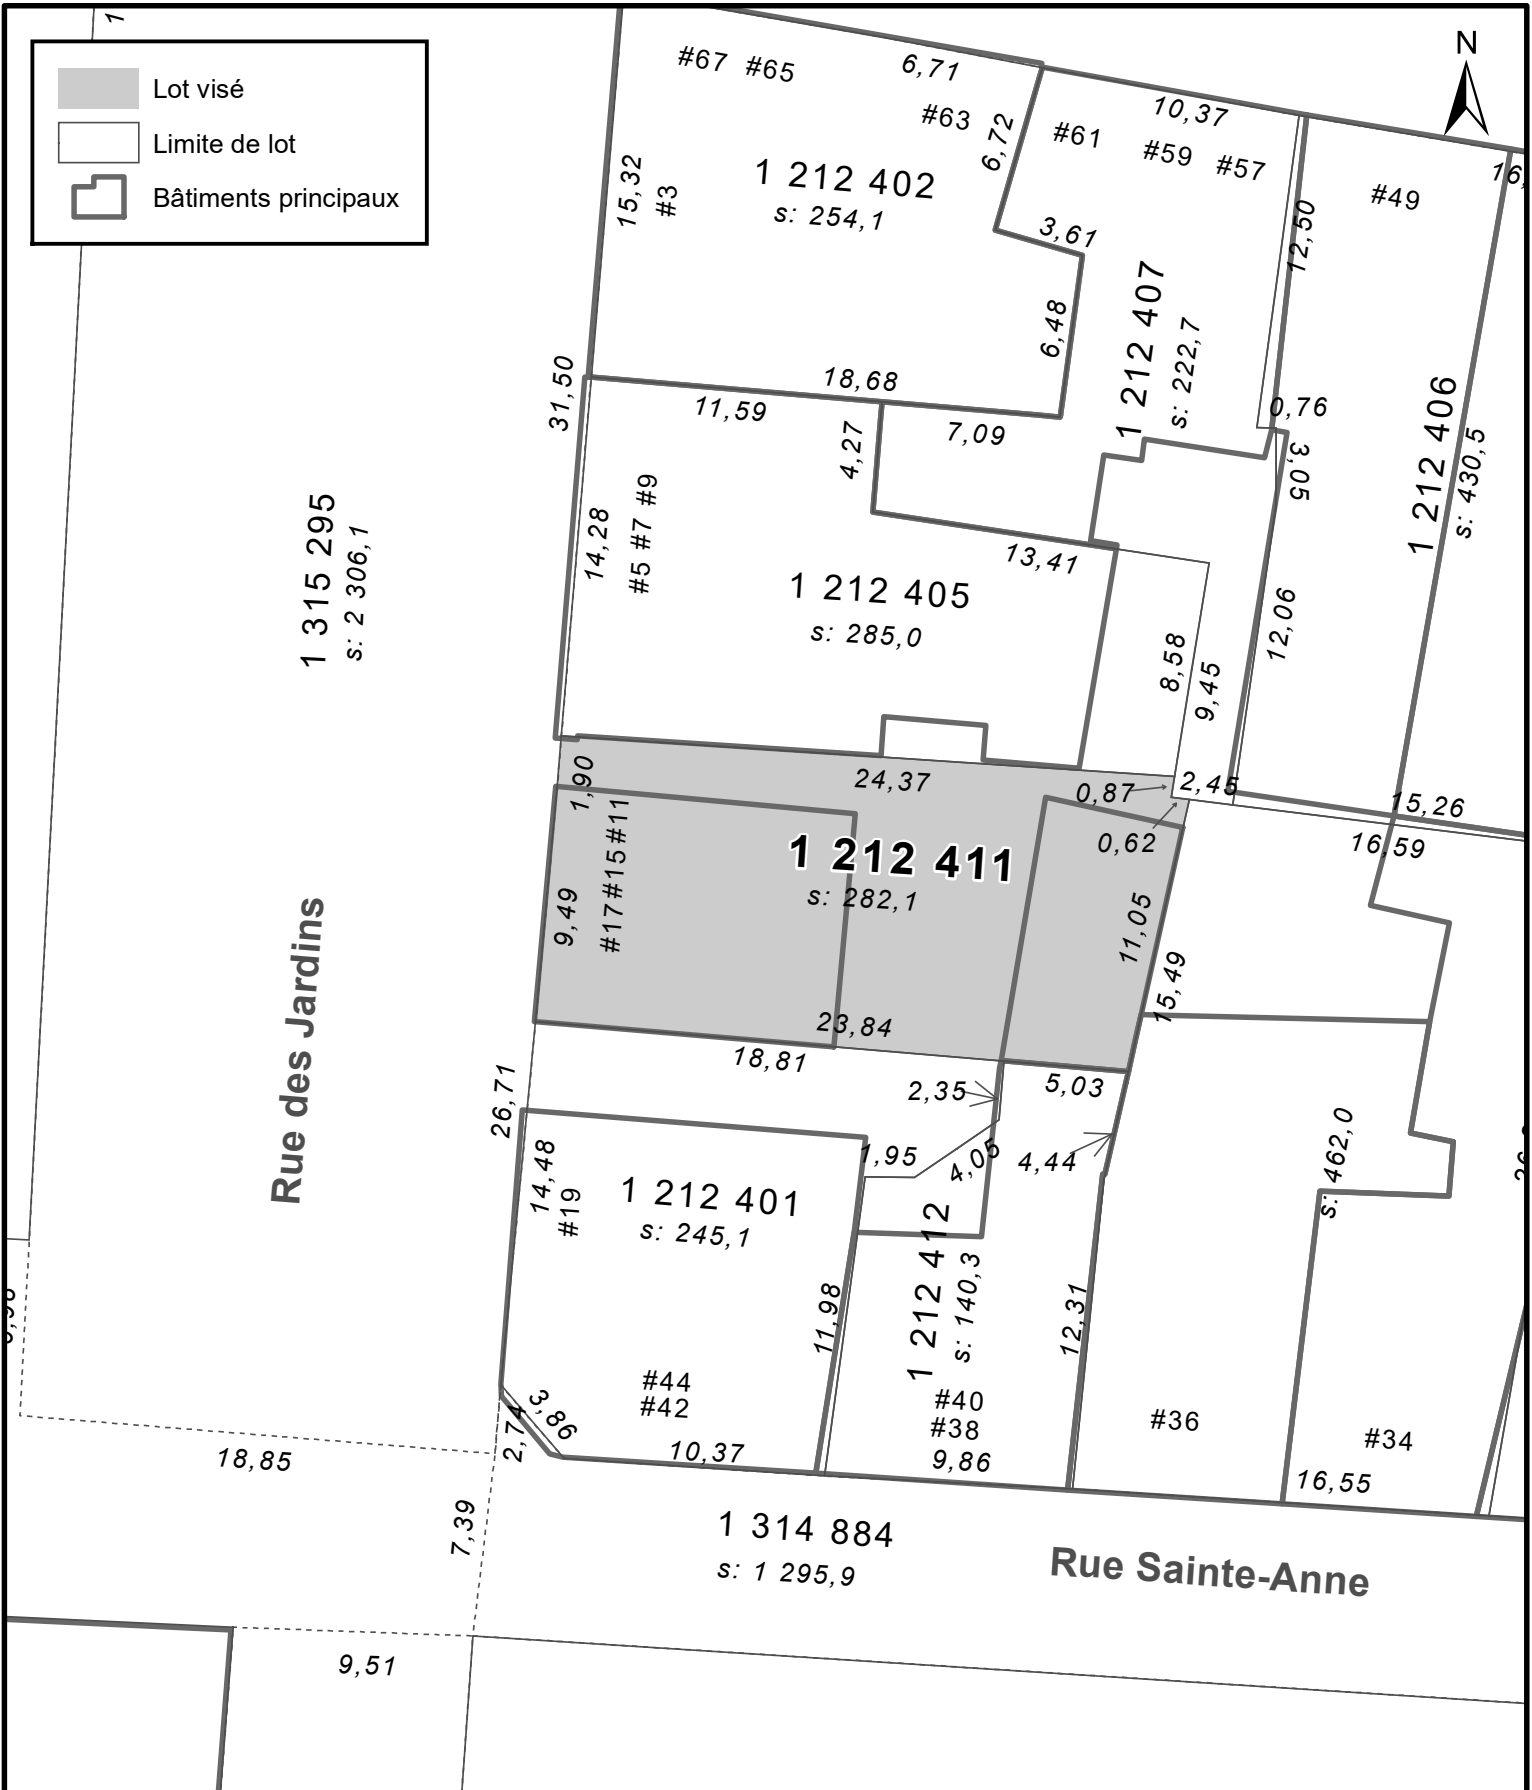 1
Lot visé
Limite de lot
Bâtiments principaux
N
#67 #65
6,71
#63
6,72
10,37
#61
#59
#57
#49
16,
15,32
#3
1 212 402
s: 254,1
3,61
6,48
12,50
1 212 407
s: 222,7
0,76
3,05
1 212 406
s: 430,5
31,50
18,68
11,59
7,09
4,27
14,28
#5 #7 #9
13,41
1 212 405
s: 285,0
8,58
9,45
12,06
1 315 295
s: 2 306,1
24,37
0,87
2,45
0,62
15,26
16,59
1,90
#17#15#11
9,49
1 212 411
s: 282,1
11,05
15,49
23,84
18,81
Rue des Jardins
26,71
2,35
5,03
1,95
4,05
4,44
14,48
#19
1 212 401
s: 245,1
1 212 412
s: 140,3
s: 462,0
11,98
12,31
#44
#42
3,86
2,74
10,37
#40
#38
9,86
#36
#34
16,55
18,85
7,39
1 314 884
s: 1 295,9
Rue Sainte-Anne
9,51